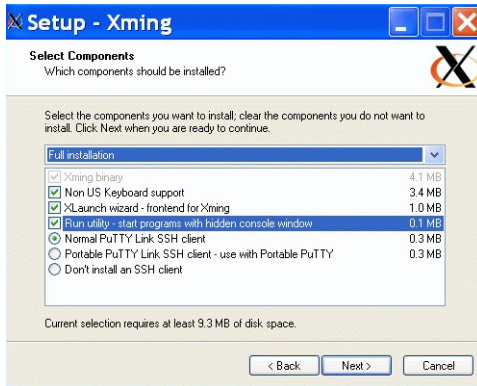 Setup - Xming
Select Components
Which components should be installed?
Select the components you want to install; clear the components you do not want to
install. Click Next when you are ready to continue.
Full installation
Xming binary 4.1 MB
Non US Keyboard support 3.4 MB
XLaunch wizard - frontend for Xming 1.0 MB
Run utility - start programs with hidden console window 0.1 MB
Normal PuTTY Link SSH client 0.3 MB
Portable PuTTY Link SSH client - use with Portable PuTTY 0.3 MB
Don't install an SSH client
Current selection requires at least 9.3 MB of disk space.
< Back Next > Cancel